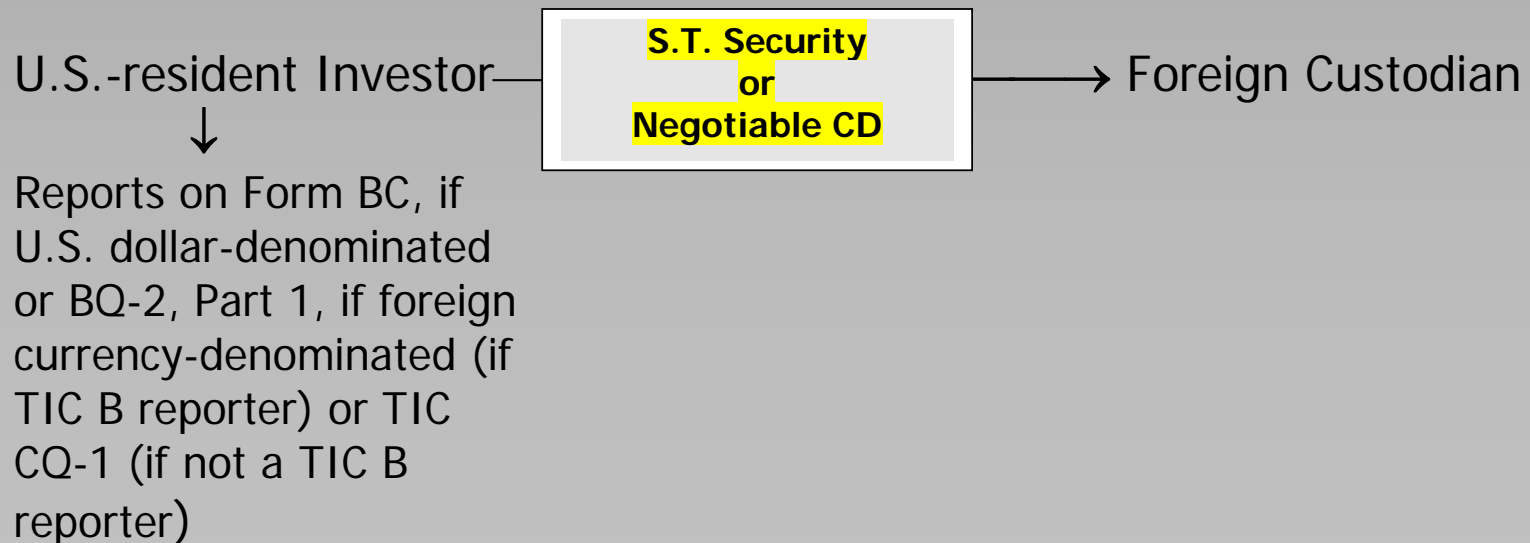 U.S.-resident Investor
S.T. Security
or
Negotiable CD
Foreign Custodian
Reports on Form BC, if
U.S. dollar-denominated
or BQ-2, Part 1, if foreign
currency-denominated (if
TIC B reporter) or TIC
CQ-1 (if not a TIC B
reporter)